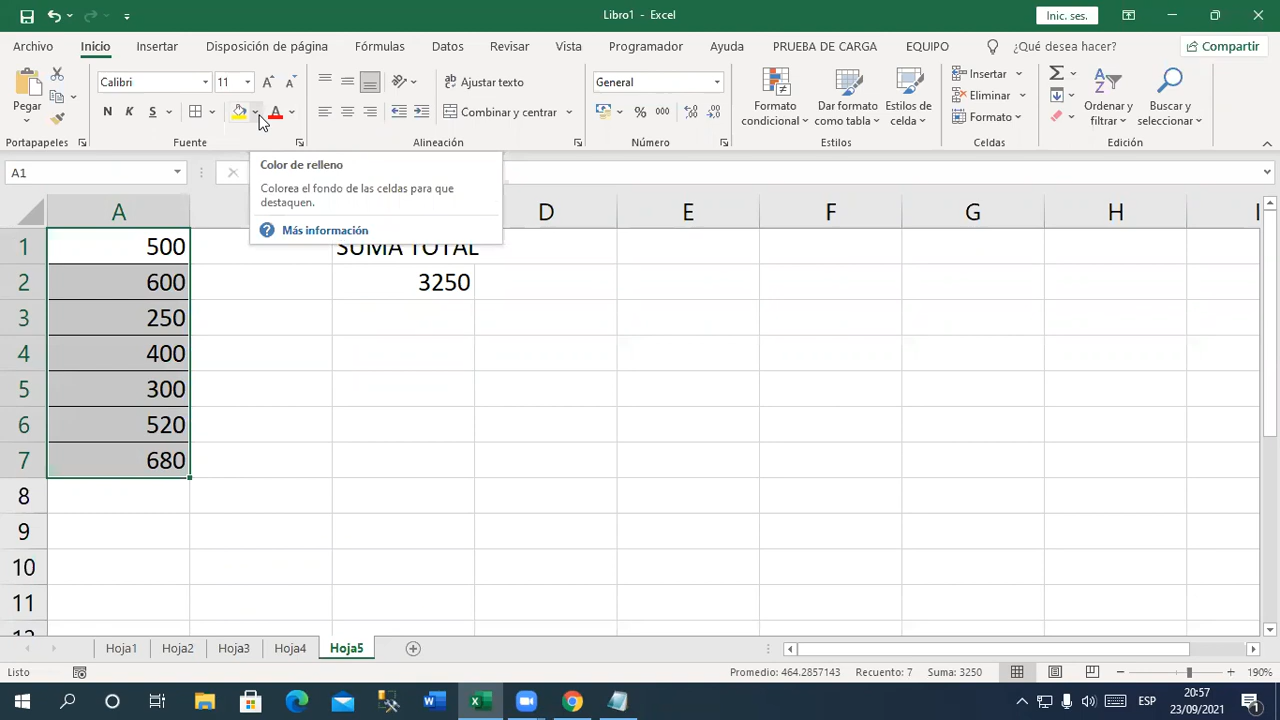 Libro1 - Excel
Inic. ses.
Archivo Inicio Insertar Disposición de página Fórmulas Datos Revisar Vista Programador Ayuda PRUEBA DE CARGA EQUIPO ¿Qué desea hacer? Compartir
Pegar
Portapapeles
Calibri 11
N K S
Fuente
Ajustar texto
Combinar y centrar
Alineación
General
% 000
Número
Formato condicional
Dar formato como tabla
Estilos de celda
Estilos
Insertar
Eliminar
Formato
Celdas
Ordenar y filtrar
Buscar y seleccionar
Edición
A1
Color de relleno
Colorea el fondo de las celdas para que
destaquen.
Más información
A D E F G H I
1 500 SUMA TOTAL
2 600 3250
3 250
4 400
5 300
6 520
7 680
8
9
10
11
12
Hoja1 Hoja2 Hoja3 Hoja4 Hoja5
Listo Promedio: 464.2857143 Recuento: 7 Suma: 3250 190%
ESP 20:57
23/09/2021 1